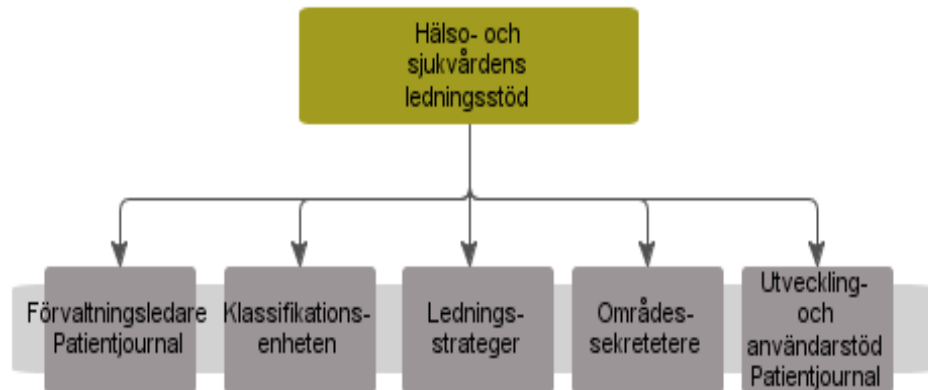 Hälso- och
sjukvårdens
ledningsstöd
Förvaltningsledare
Patientjournal
Klassifikations-
enheten
Lednings-
strateger
Områdes-
sekretetere
Utveckling-
och
användarstöd
Patientjournal